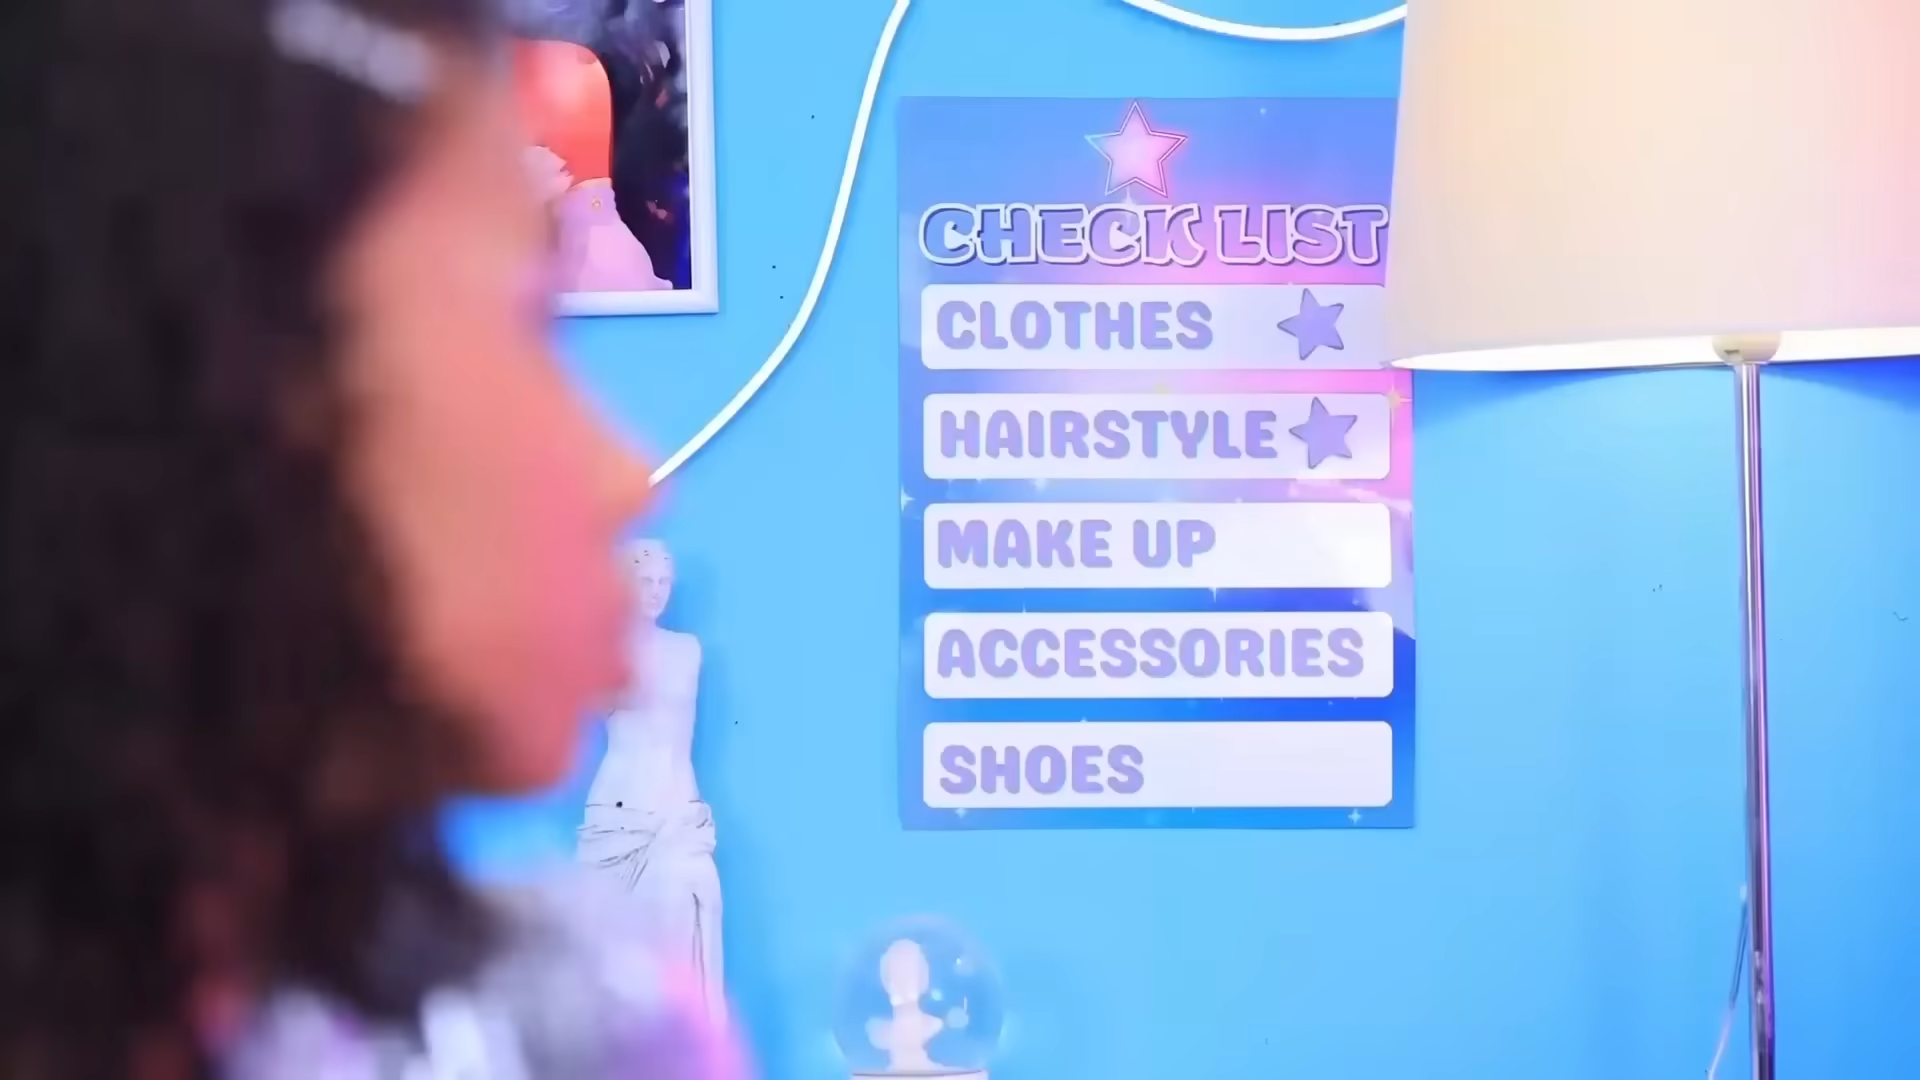 CHECK LIST
CLOTHES
HAIRSTYLE
MAKE UP
ACCESSORIES
SHOES